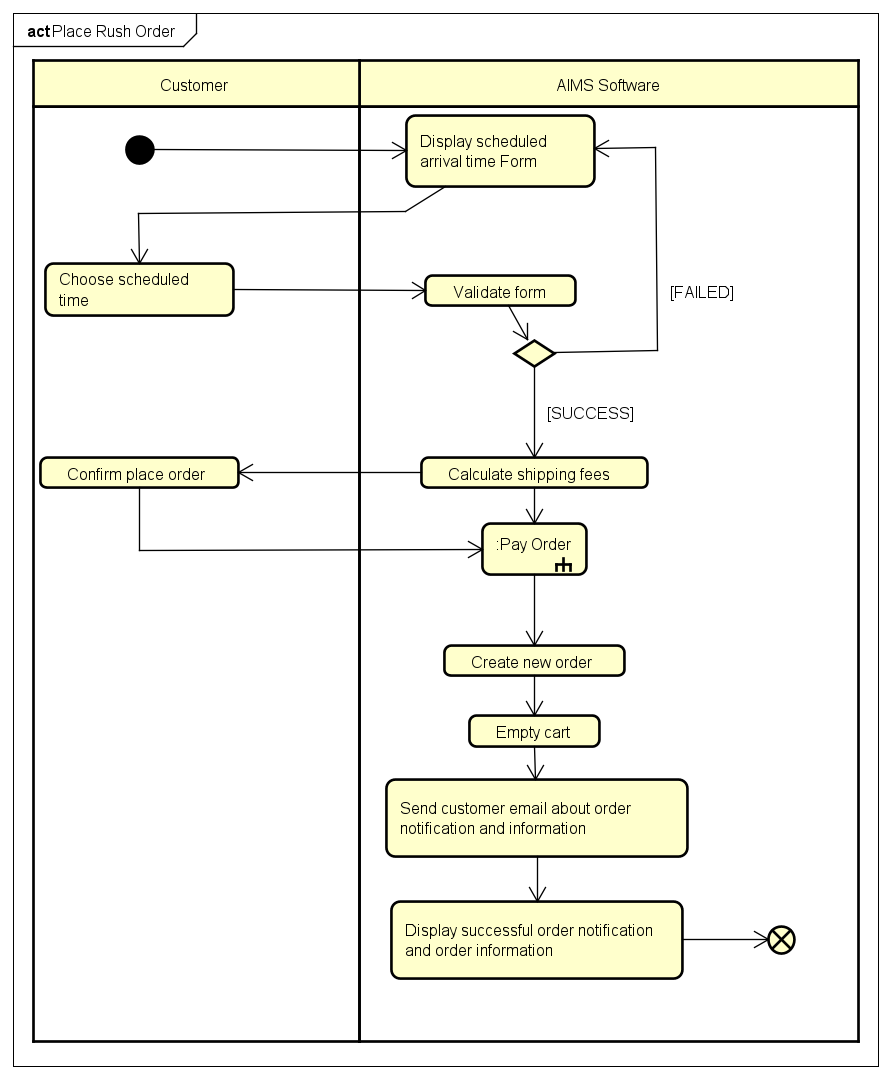 act Place Rush Order
Customer
AIMS Software
Display scheduled
arrival time Form
Choose scheduled
time
Validate form
[FAILED]
[SUCCESS]
Confirm place order
Calculate shipping fees
:Pay Order
Create new order
Empty cart
Send customer email about order
notification and information
Display successful order notification
and order information